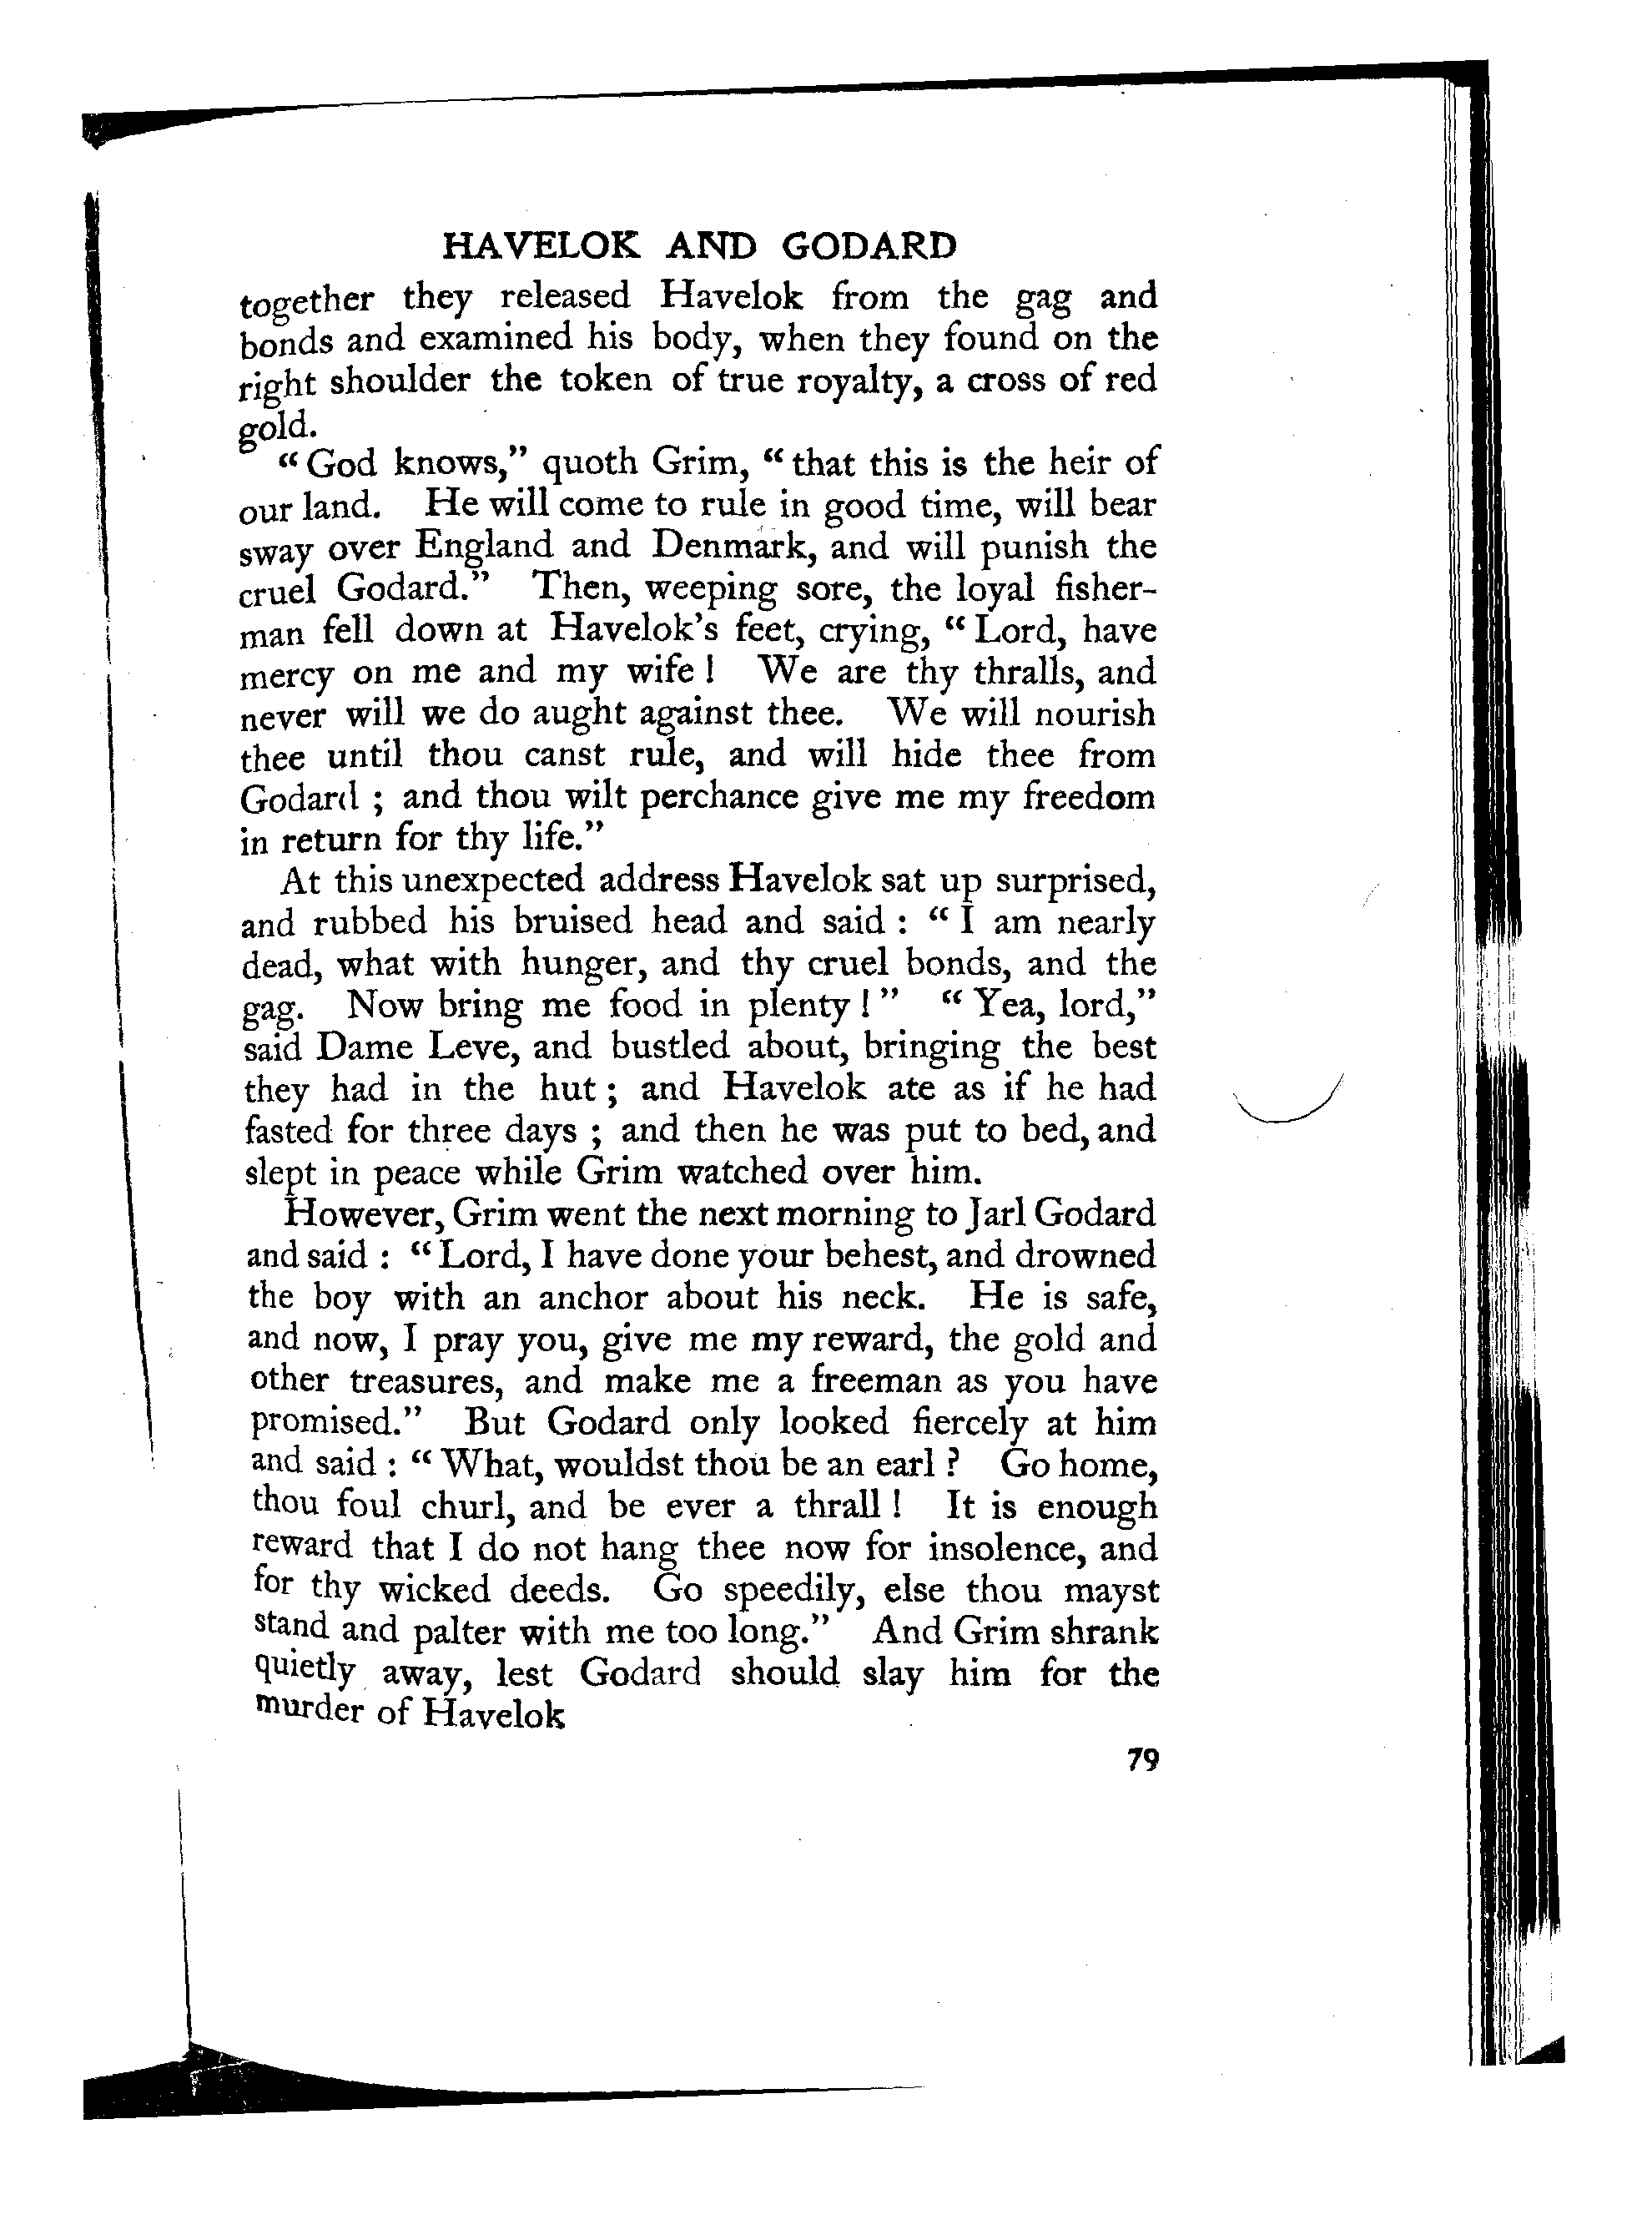 HAVELOK AND GODARD
together they released Havelok from the gag and
bonds and examined his body, when they found on the
right shoulder the token of true royalty, a cross of red
gold.
“God knows,” quoth Grim, “that this is the heir of
our land. He will come to rule in good time, will bear
sway over England and Denmark, and will punish the
cruel Godard.” Then, weeping sore, the loyal fisher-
man fell down at Havelok’s feet, crying, “Lord, have
mercy on me and my wife! We are thy thralls, and
never will we do aught against thee. We will nourish
thee until thou canst rule, and will hide thee from
Godard; and thou wilt perchance give me my freedom
in return for thy life.”
At this unexpected address Havelok sat up surprised,
and rubbed his bruised head and said: “I am nearly
dead, what with hunger, and thy cruel bonds, and the
gag. Now bring me food in plenty!” “Yea, lord,”
said Dame Leve, and bustled about, bringing the best
they had in the hut; and Havelok ate as if he had
fasted for three days; and then he was put to bed, and
slept in peace while Grim watched over him.
However, Grim went the next morning to Jarl Godard
and said: “Lord, I have done your behest, and drowned
the boy with an anchor about his neck. He is safe,
and now, I pray you, give me my reward, the gold and
other treasures, and make me a freeman as you have
promised.” But Godard only looked fiercely at him
and said: “What, wouldst thou be an earl? Go home,
thou foul churl, and be ever a thrall! It is enough
reward that I do not hang thee now for insolence, and
for thy wicked deeds. Go speedily, else thou mayst
stand and palter with me too long.” And Grim shrank
quietly away, lest Godard should slay him for the
murder of Havelok
79